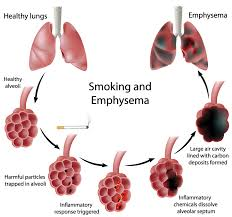 Healthy lungs
Emphysema
Healthy
alveoli
Smoking and
Emphysema
Large air cavity
lined with carbon
deposits formed
Harmful particles
trapped in alveoli
Inflammatory
response triggered
Inflammatory
chemicals dissolve
alveolar septum